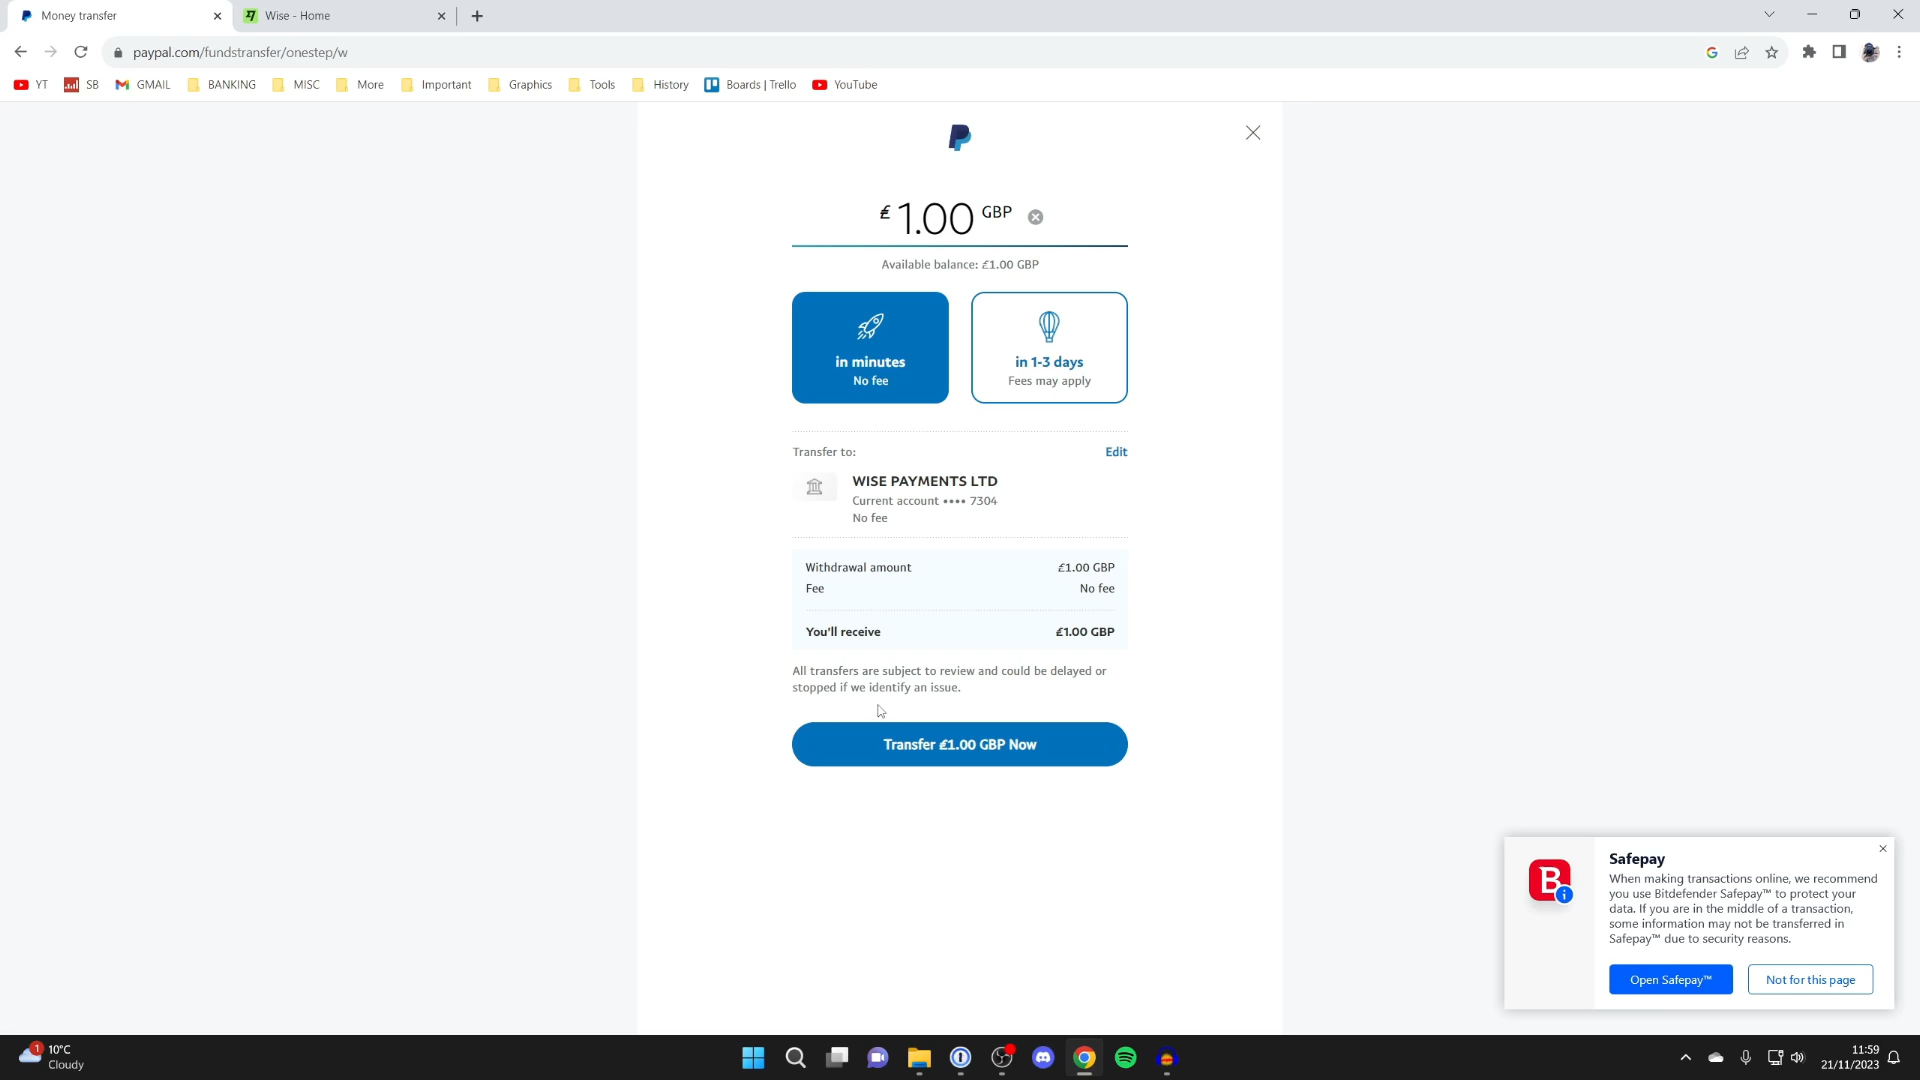 Money transfer
Wise - Home
paypal.com/fundstransfer/onestep/w
YT
SB
GMAIL
BANKING
MISC
More
Important
Graphics
Tools
History
Boards | Trello
YouTube
£ 1.00 GBP
Available balance: £1.00 GBP
in minutes
No fee
in 1-3 days
Fees may apply
Transfer to:
Edit
WISE PAYMENTS LTD
Current account •••• 7304
No fee
Withdrawal amount
£1.00 GBP
Fee
No fee
You'll receive
£1.00 GBP
All transfers are subject to review and could be delayed or
stopped if we identify an issue.
Transfer £1.00 GBP Now
Safepay
When making transactions online, we recommend
you use Bitdefender Safepay™ to protect your
data. If you are in the middle of a transaction,
some information may not be transferred in
Safepay™ due to security reasons.
Open Safepay™
Not for this page
1
10°C
Cloudy
11:59
21/11/2023